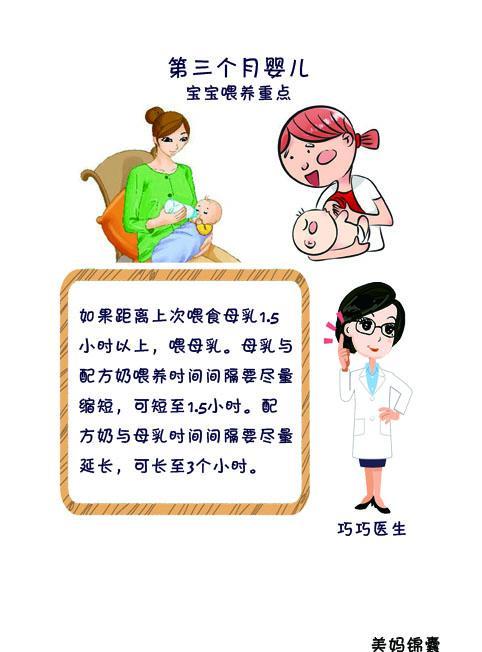 第三个月婴儿
宝宝喂养重点
如果距离上次喂食母乳1.5
小时以上，喂母乳。母乳与
配方奶喂养时间间隔要尽量
缩短，可短至1.5小时。配
方奶与母乳时间间隔要尽量
延长，可长至3个小时。
巧巧医生
美妈锦囊